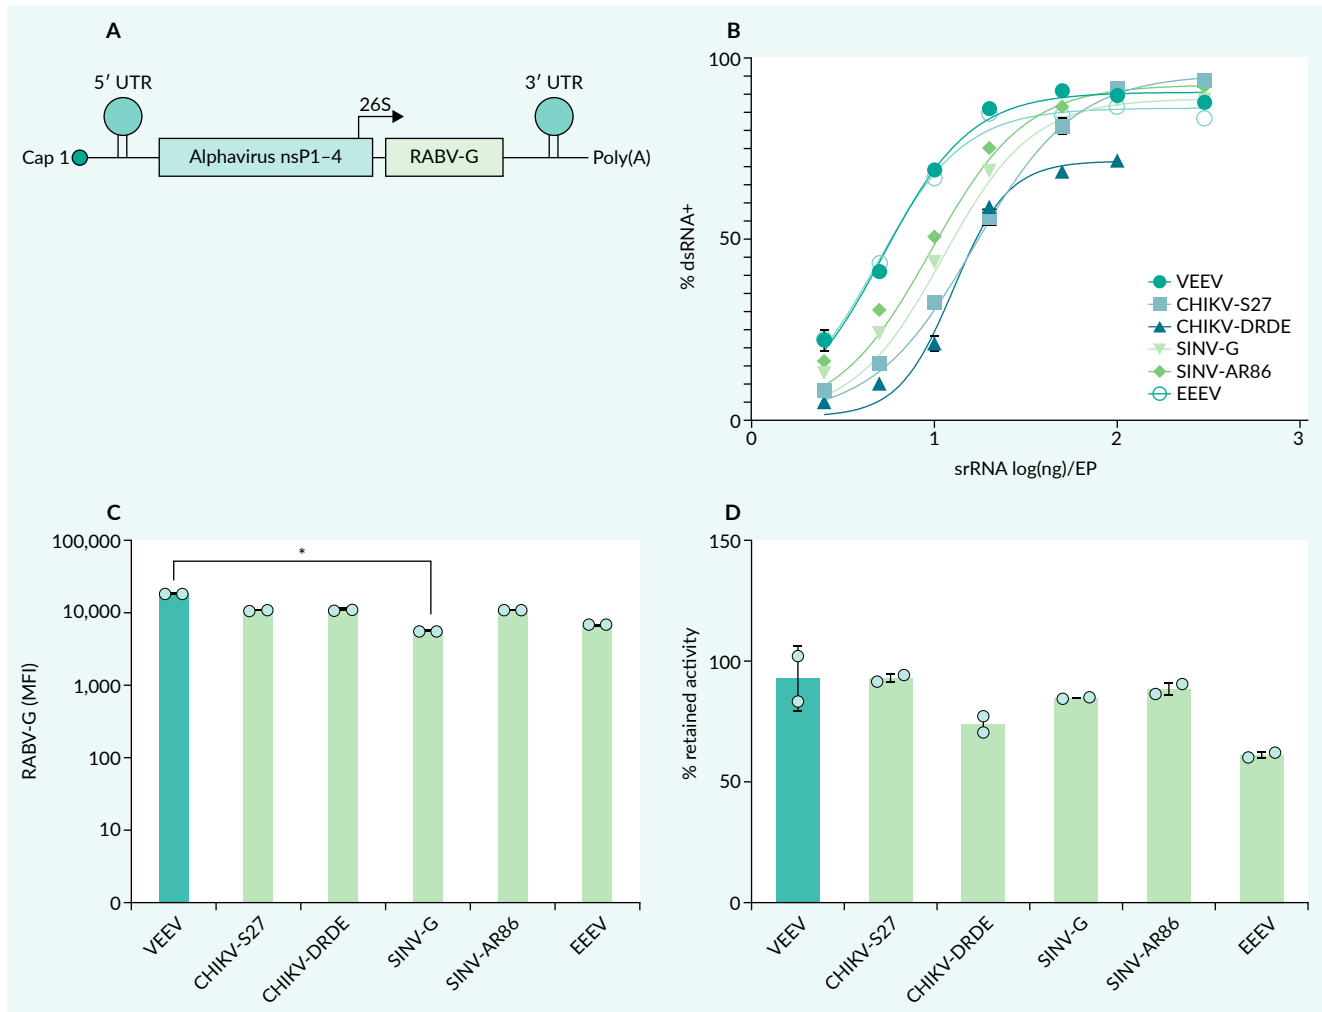 A
5′ UTR
3′ UTR
26S
Cap 1
Alphavirus nsP1–4
RABV-G
Poly(A)
B
% dsRNA+
100
50
0
0
1
2
3
srRNA log(ng)/EP
VEEV
CHIKV-S27
CHIKV-DRDE
SINV-G
SINV-AR86
EEEV
C
RABV-G (MFI)
100,000
10,000
1,000
100
10
0
*
VEEV
CHIKV-S27
CHIKV-DRDE
SINV-G
SINV-AR86
EEEV
D
% retained activity
150
100
50
0
VEEV
CHIKV-S27
CHIKV-DRDE
SINV-G
SINV-AR86
EEEV